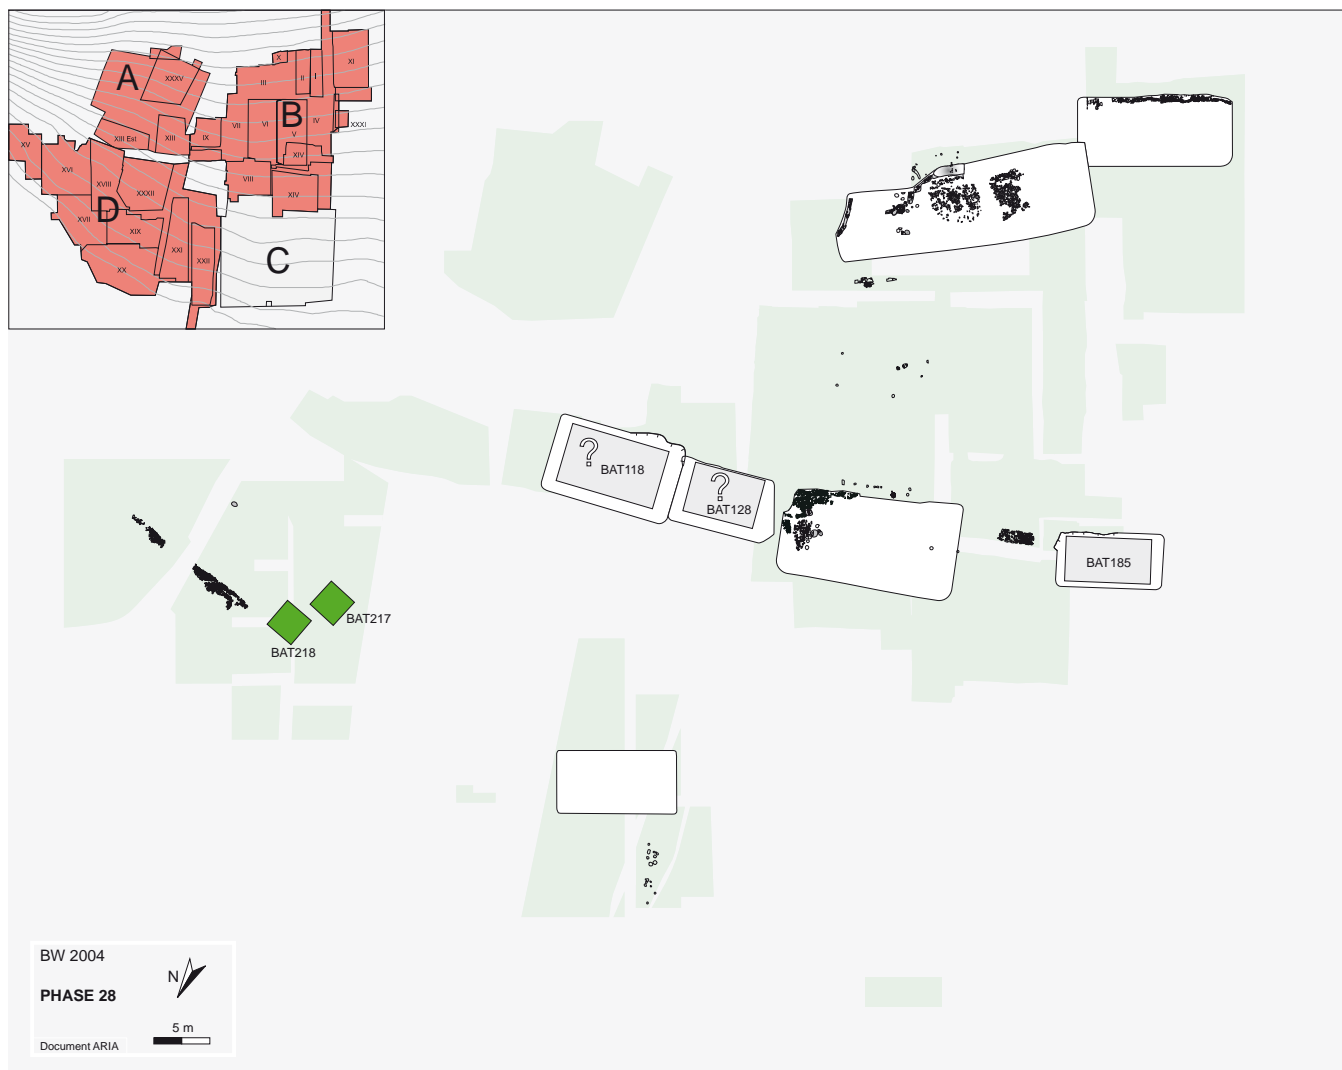 A
XXXV
XIII Est
XIII
IX
X
III
II
I
XI
B
VII
VI
V
IV
XXXI
XIV
VIII
XIV
XV
XVI
XVIII
XXXII
D
XVII
XIX
XX
XXI
XXII
C
?
BAT118
?
BAT128
BAT185
BAT217
BAT218
BW 2004
N
PHASE 28
5 m
Document ARIA